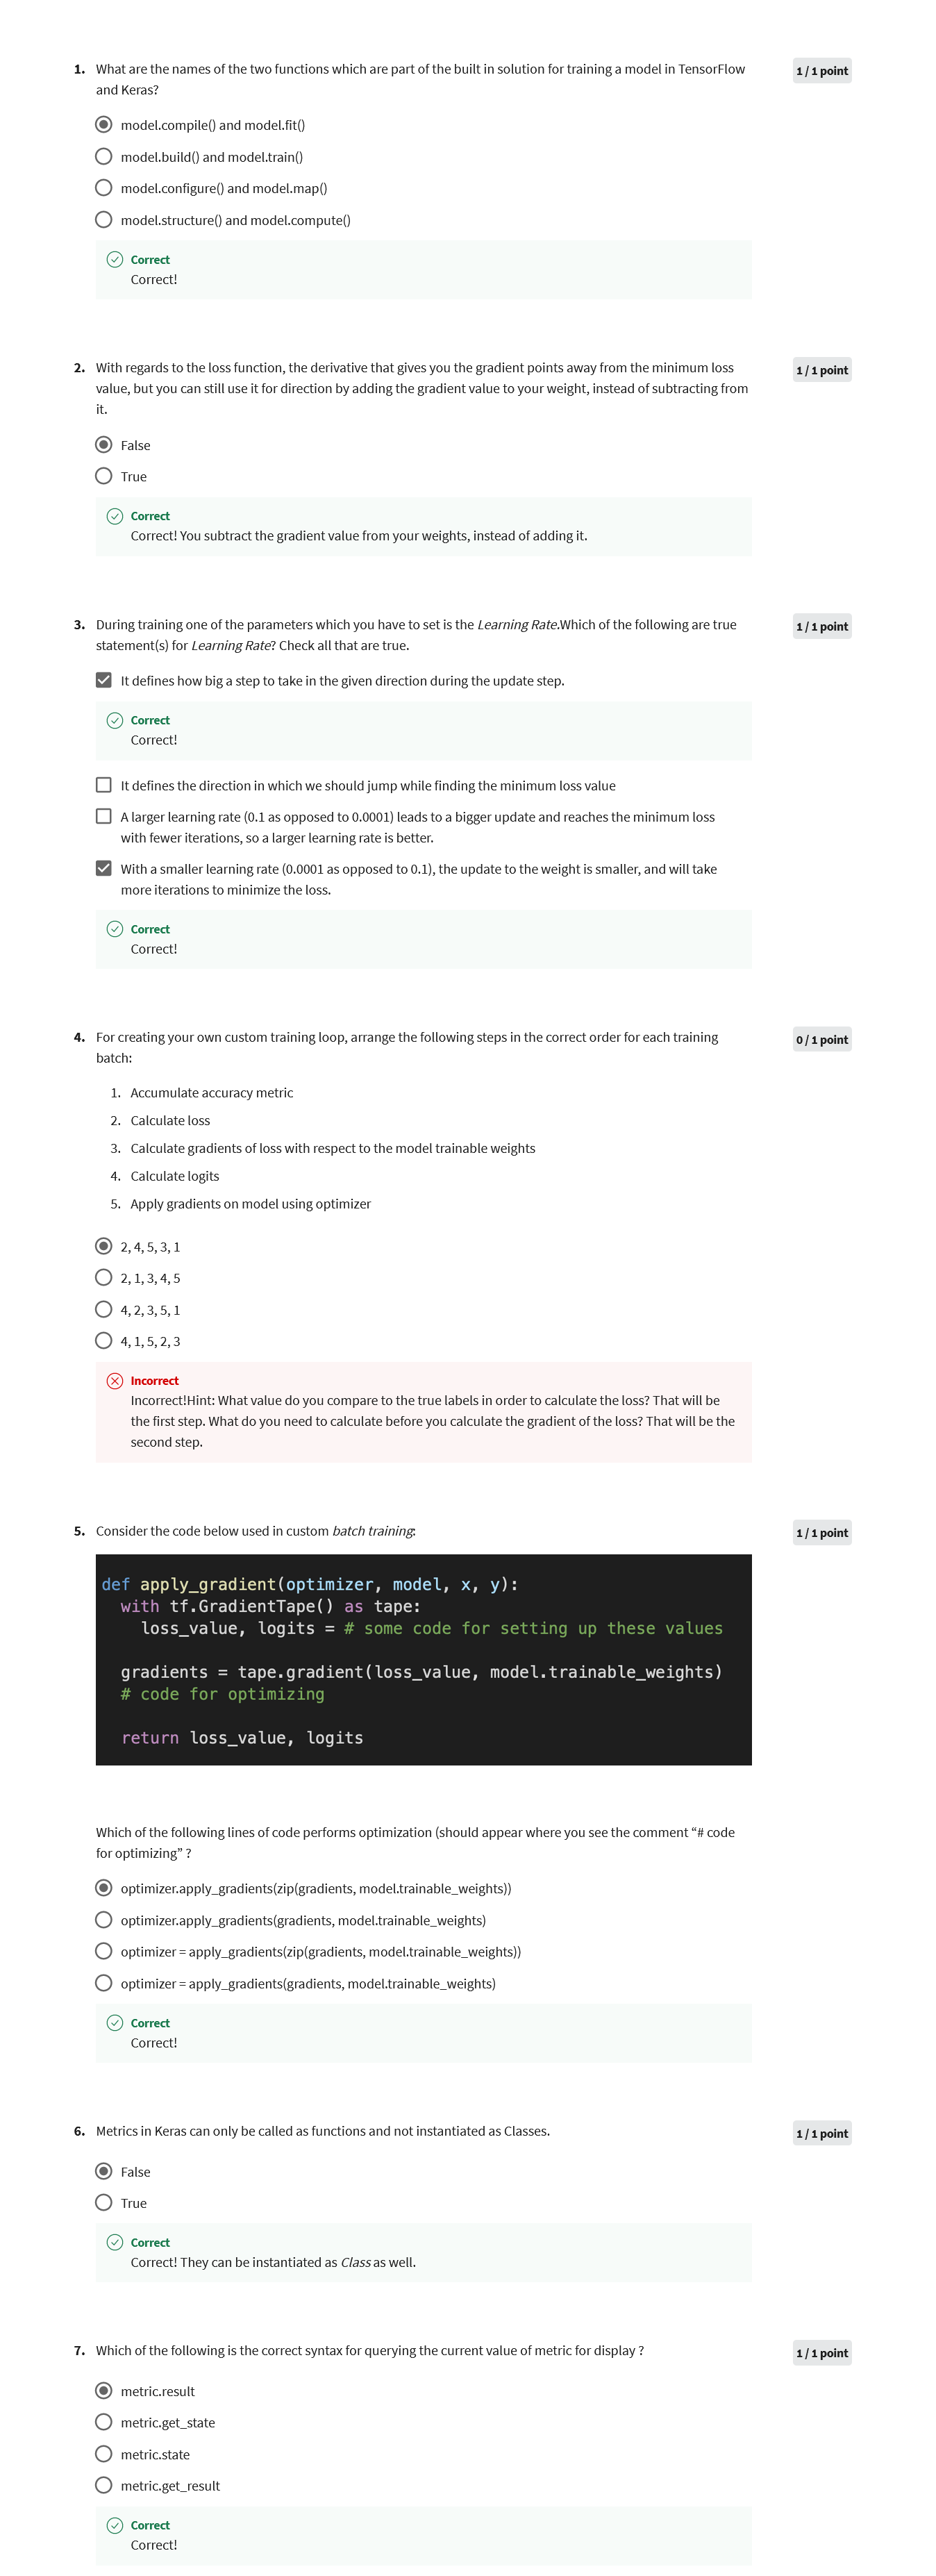 1. What are the names of the two functions which are part of the built in solution for training a model in TensorFlow
and Keras?
1 / 1 point
model.compile() and model.fit()
model.build() and model.train()
model.configure() and model.map()
model.structure() and model.compute()
Correct
Correct!
2. With regards to the loss function, the derivative that gives you the gradient points away from the minimum loss
value, but you can still use it for direction by adding the gradient value to your weight, instead of subtracting from
it.
1 / 1 point
False
True
Correct
Correct! You subtract the gradient value from your weights, instead of adding it.
3. During training one of the parameters which you have to set is the Learning Rate.Which of the following are true
statement(s) for Learning Rate? Check all that are true.
1 / 1 point
It defines how big a step to take in the given direction during the update step.
Correct
Correct!
It defines the direction in which we should jump while finding the minimum loss value
A larger learning rate (0.1 as opposed to 0.0001) leads to a bigger update and reaches the minimum loss
with fewer iterations, so a larger learning rate is better.
With a smaller learning rate (0.0001 as opposed to 0.1), the update to the weight is smaller, and will take
more iterations to minimize the loss.
Correct
Correct!
4. For creating your own custom training loop, arrange the following steps in the correct order for each training
batch:
0 / 1 point
1. Accumulate accuracy metric
2. Calculate loss
3. Calculate gradients of loss with respect to the model trainable weights
4. Calculate logits
5. Apply gradients on model using optimizer
2, 4, 5, 3, 1
2, 1, 3, 4, 5
4, 2, 3, 5, 1
4, 1, 5, 2, 3
Incorrect
Incorrect!Hint: What value do you compare to the true labels in order to calculate the loss? That will be
the first step. What do you need to calculate before you calculate the gradient of the loss? That will be the
second step.
5. Consider the code below used in custom batch training:
1 / 1 point
def apply_gradient(optimizer, model, x, y):
with tf.GradientTape() as tape:
loss_value, logits = # some code for setting up these values
gradients = tape.gradient(loss_value, model.trainable_weights)
# code for optimizing
return loss_value, logits
Which of the following lines of code performs optimization (should appear where you see the comment “# code
for optimizing” ?
optimizer.apply_gradients(zip(gradients, model.trainable_weights))
optimizer.apply_gradients(gradients, model.trainable_weights)
optimizer = apply_gradients(zip(gradients, model.trainable_weights))
optimizer = apply_gradients(gradients, model.trainable_weights)
Correct
Correct!
6. Metrics in Keras can only be called as functions and not instantiated as Classes.
1 / 1 point
False
True
Correct
Correct! They can be instantiated as Class as well.
7. Which of the following is the correct syntax for querying the current value of metric for display ?
1 / 1 point
metric.result
metric.get_state
metric.state
metric.get_result
Correct
Correct!